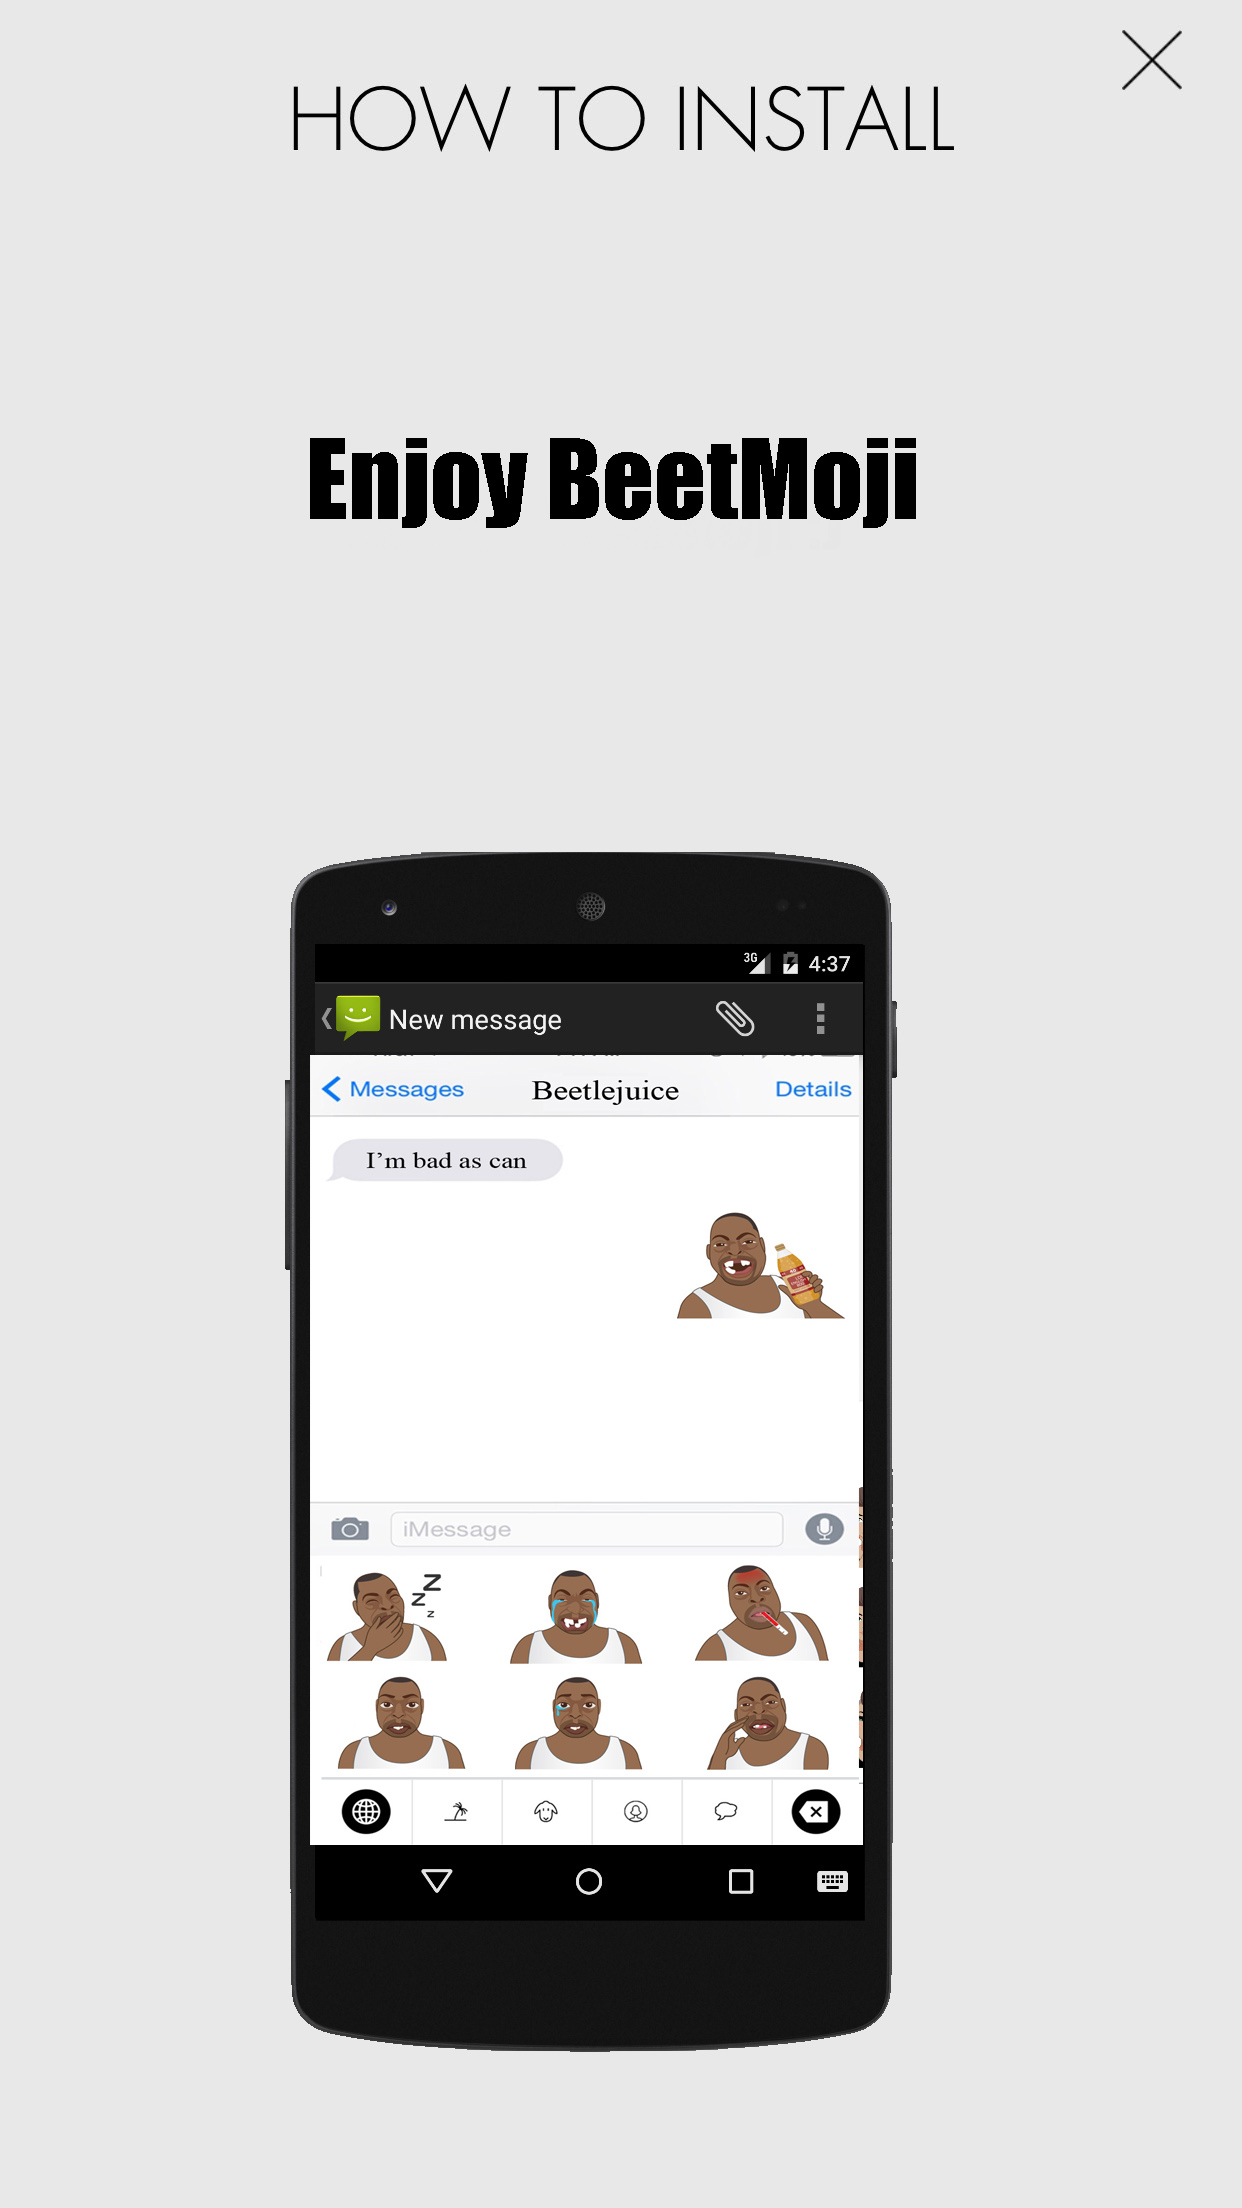 HOW TO INSTALL
Enjoy BeetMoji
3G 4:37
New message
Messages Beetlejuice Details
I'm bad as can
iMessage
z
z
z